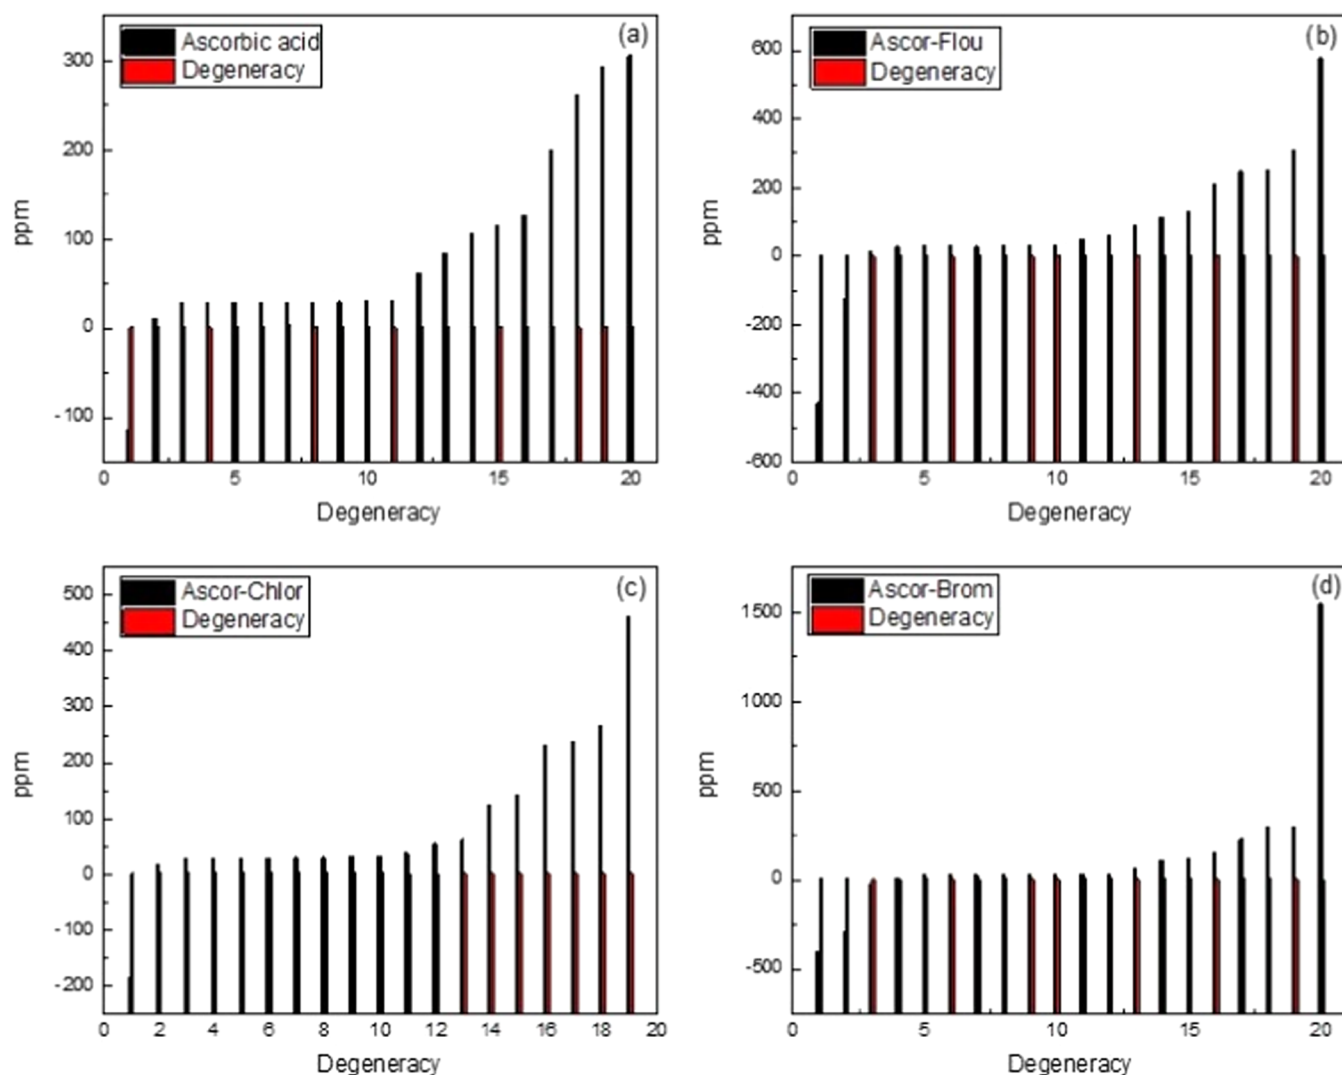 Ascorbic acid
Degeneracy
(a)
300
200
100
0
-100
ppm
0 5 10 15 20
Degeneracy
Ascor-Flou
Degeneracy
(b)
600
400
200
0
-200
-400
-600
ppm
0 5 10 15 20
Degeneracy
Ascor-Chlor
Degeneracy
(c)
500
400
300
200
100
0
-100
-200
ppm
0 2 4 6 8 10 12 14 16 18 20
Degeneracy
Ascor-Brom
Degeneracy
(d)
1500
1000
500
0
-500
ppm
0 5 10 15 20
Degeneracy